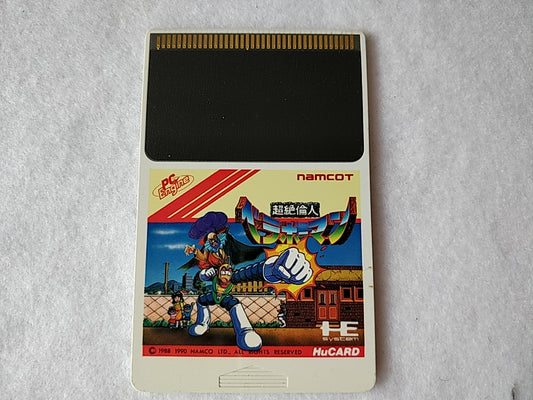 PC Engine
namcoT
超絶倫人
ベラボーマン
HE
SYSTEM
© 1988 1990 NAMCO LTD., ALL RIGHTS RESERVED
HuCARD